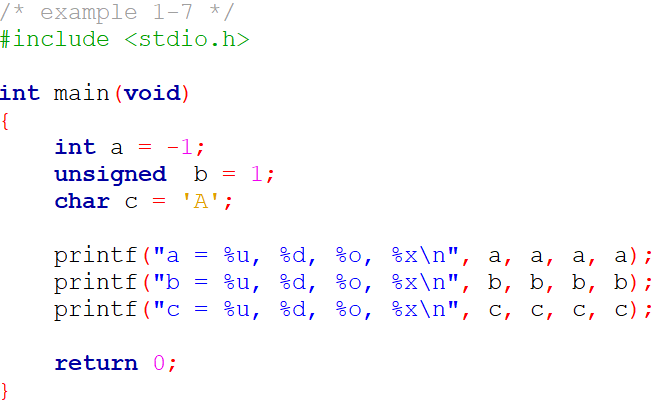 /* example 1-7 */
#include <stdio.h>

int main(void)
{
    int a = -1;
    unsigned  b = 1;
    char c = 'A';

    printf("a = %u, %d, %o, %x\n", a, a, a, a);
    printf("b = %u, %d, %o, %x\n", b, b, b, b);
    printf("c = %u, %d, %o, %x\n", c, c, c, c);

    return 0;
}